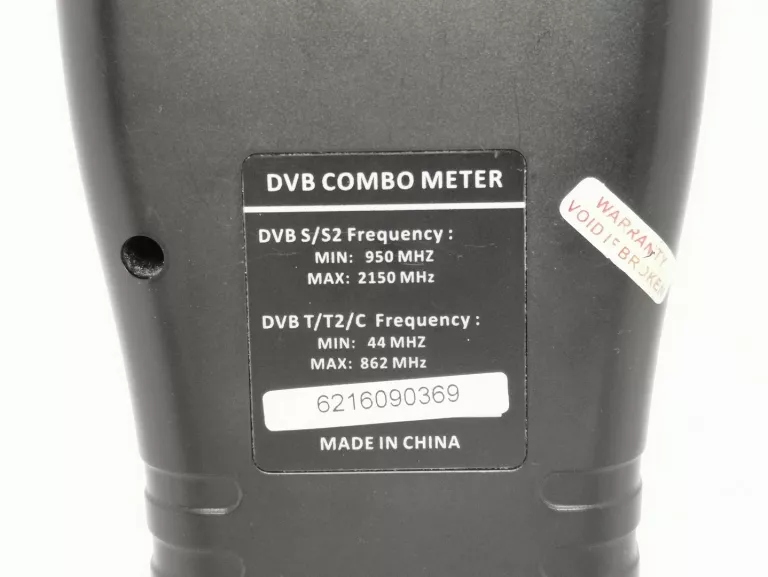 DVB COMBO METER
DVB S/S2 Frequency :
MIN: 950 MHZ
MAX: 2150 MHz
DVB T/T2/C Frequency :
MIN: 44 MHZ
MAX: 862 MHz
6216090369
MADE IN CHINA
WARRANTY
VOID IF BROKEN